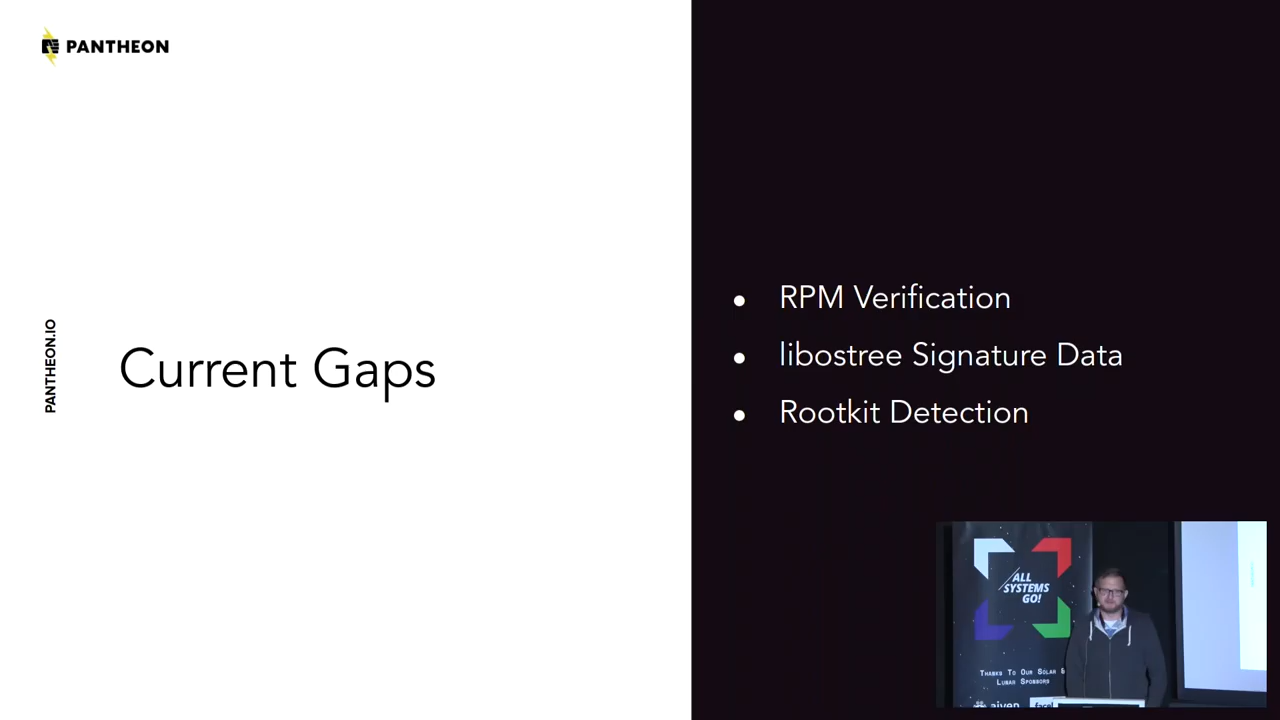 PANTHEON
PANTHEON.IO
Current Gaps
• RPM Verification
• libostree Signature Data
• Rootkit Detection
ALL
SYSTEMS
GO!
THANKS TO OUR SOLAR &
LUNAR SPONSORS
aiven